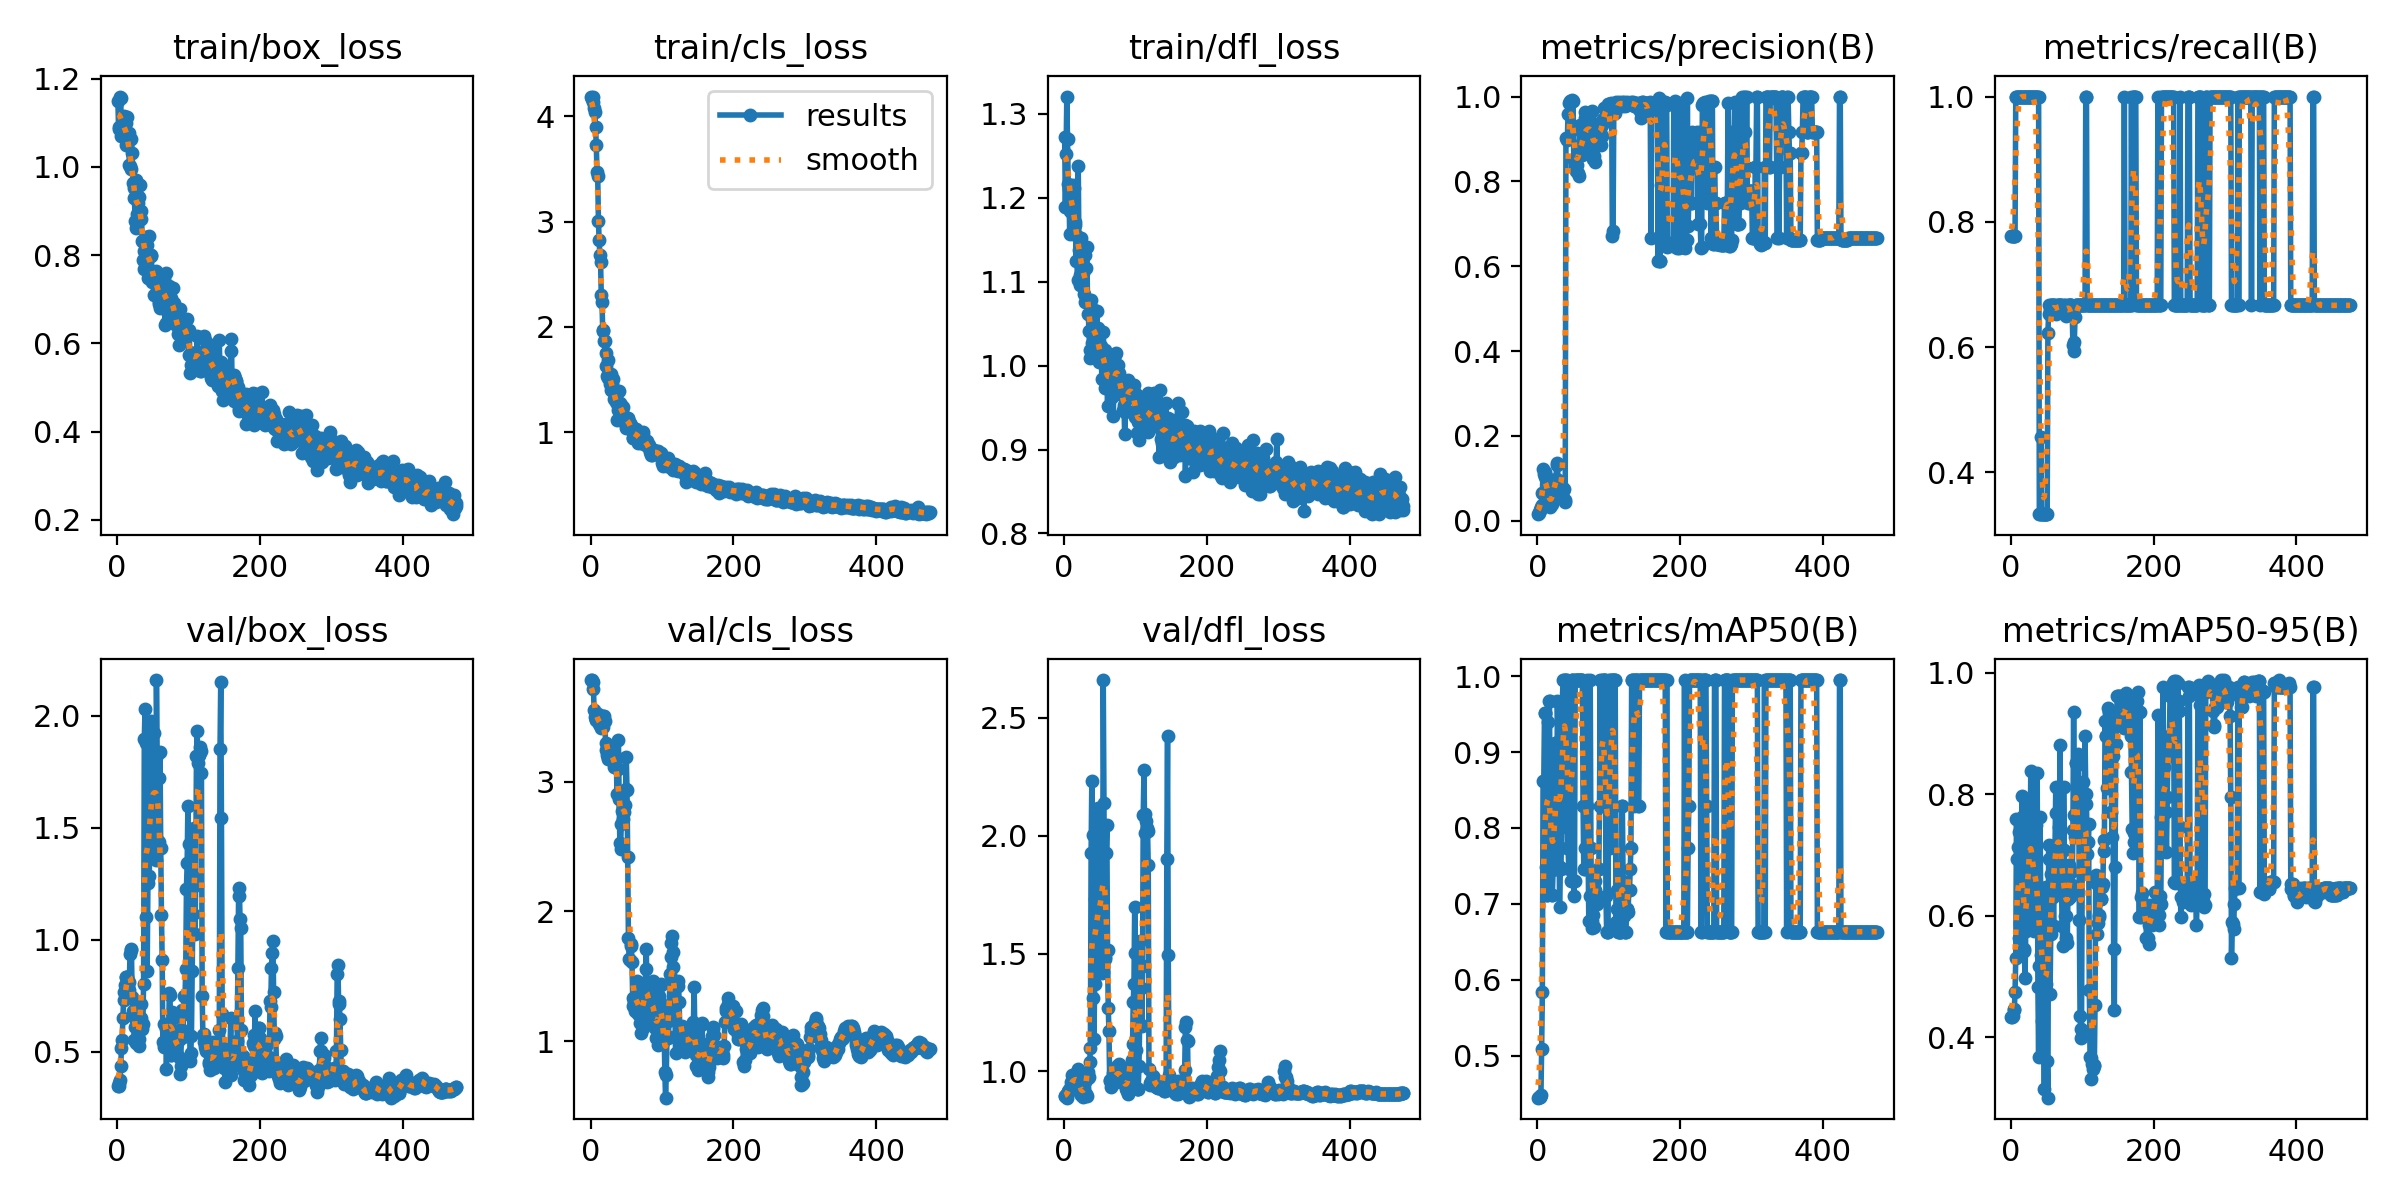 train/box_loss
1.2
1.0
0.8
0.6
0.4
0.2
0 200 400
train/cls_loss
results
smooth
4
3
2
1
0 200 400
train/dfl_loss
1.3
1.2
1.1
1.0
0.9
0.8
0 200 400
metrics/precision(B)
1.0
0.8
0.6
0.4
0.2
0.0
0 200 400
metrics/recall(B)
1.0
0.8
0.6
0.4
0 200 400
val/box_loss
2.0
1.5
1.0
0.5
0 200 400
val/cls_loss
3
2
1
0 200 400
val/dfl_loss
2.5
2.0
1.5
1.0
0 200 400
metrics/mAP50(B)
1.0
0.9
0.8
0.7
0.6
0.5
0 200 400
metrics/mAP50-95(B)
1.0
0.8
0.6
0.4
0 200 400